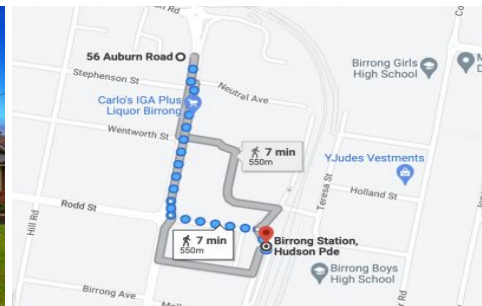 56 Auburn Road
Stephenson St
Neutral Ave
Birrong Girls
High School
Carlo's IGA Plus
Liquor Birrong
Wentworth St
7 min
550m
YJudes Vestments
Teresa St
Holland St
Rodd St
Hill Rd
7 min
550m
Birrong Station,
Hudson Pde
Birrong Boys
High School
Birrong Ave